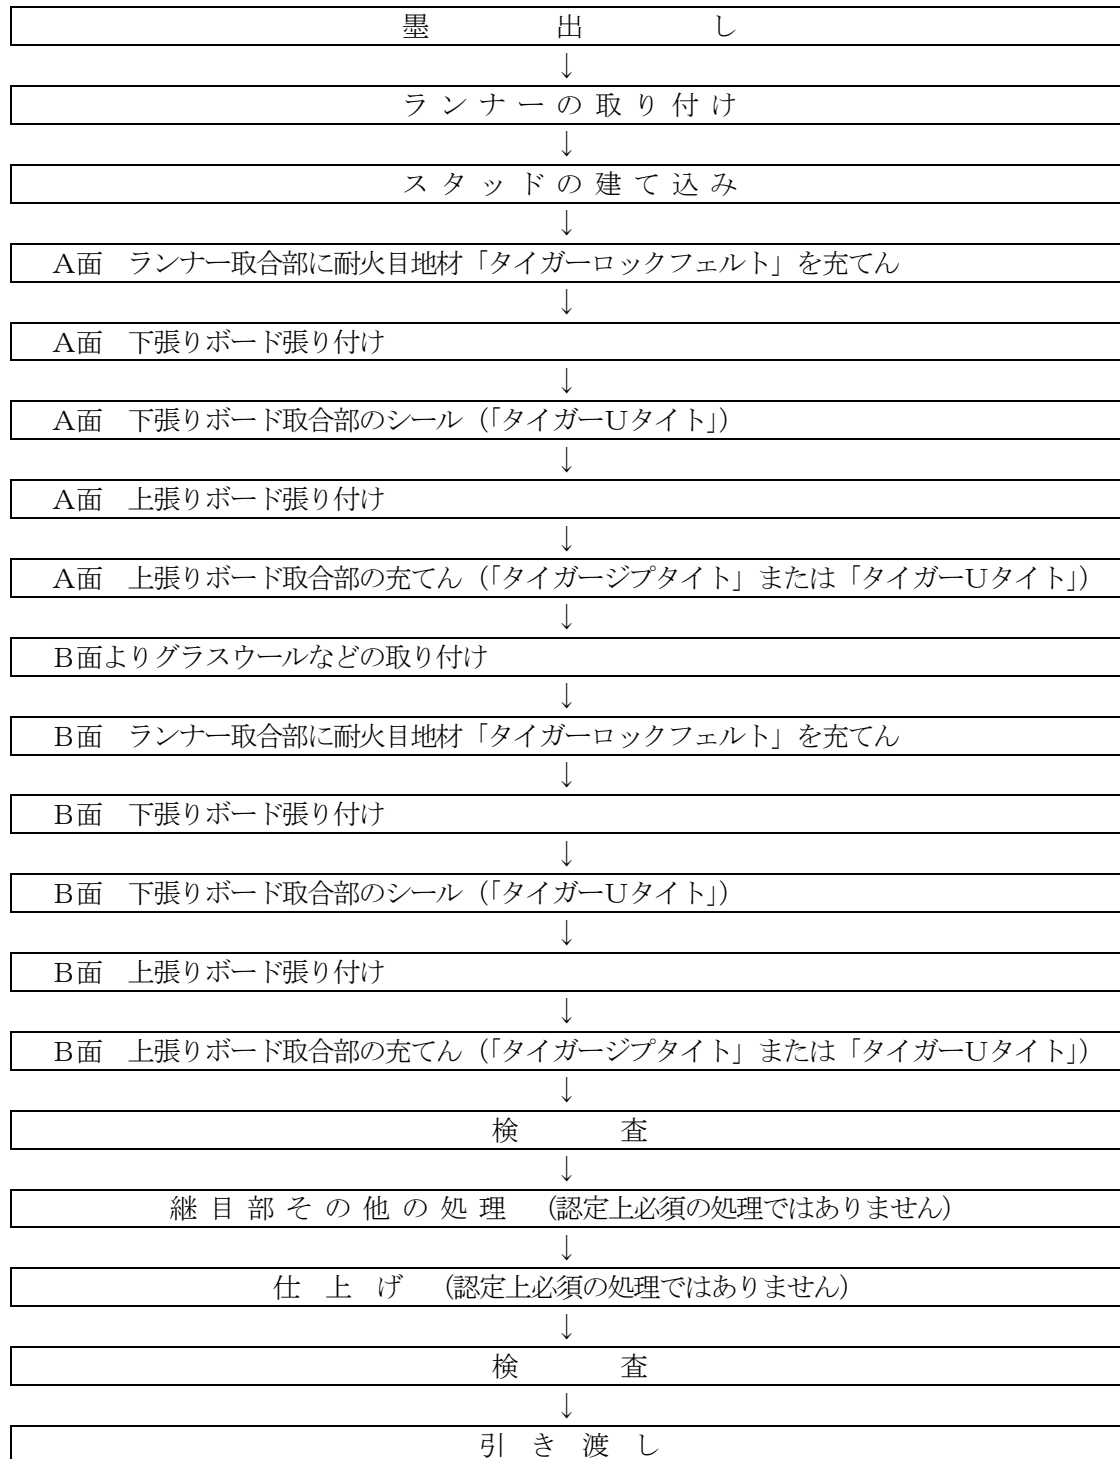 墨出し
↓
ランナーの取り付け
↓
スタッドの建て込み
↓
A面　ランナー取合部に耐火目地材「タイガーロックフェルト」を充てん
↓
A面　下張りボード張り付け
↓
A面　下張りボード取合部のシール（「タイガーUタイト」）
↓
A面　上張りボード張り付け
↓
A面　上張りボード取合部の充てん（「タイガージプタイト」または「タイガーUタイト」）
↓
B面よりグラスウールなどの取り付け
↓
B面　ランナー取合部に耐火目地材「タイガーロックフェルト」を充てん
↓
B面　下張りボード張り付け
↓
B面　下張りボード取合部のシール（「タイガーUタイト」）
↓
B面　上張りボード張り付け
↓
B面　上張りボード取合部の充てん（「タイガージプタイト」または「タイガーUタイト」）
↓
検査
↓
継目部その他の処理　（認定上必須の処理ではありません）
↓
仕上げ　（認定上必須の処理ではありません）
↓
検査
↓
引き渡し